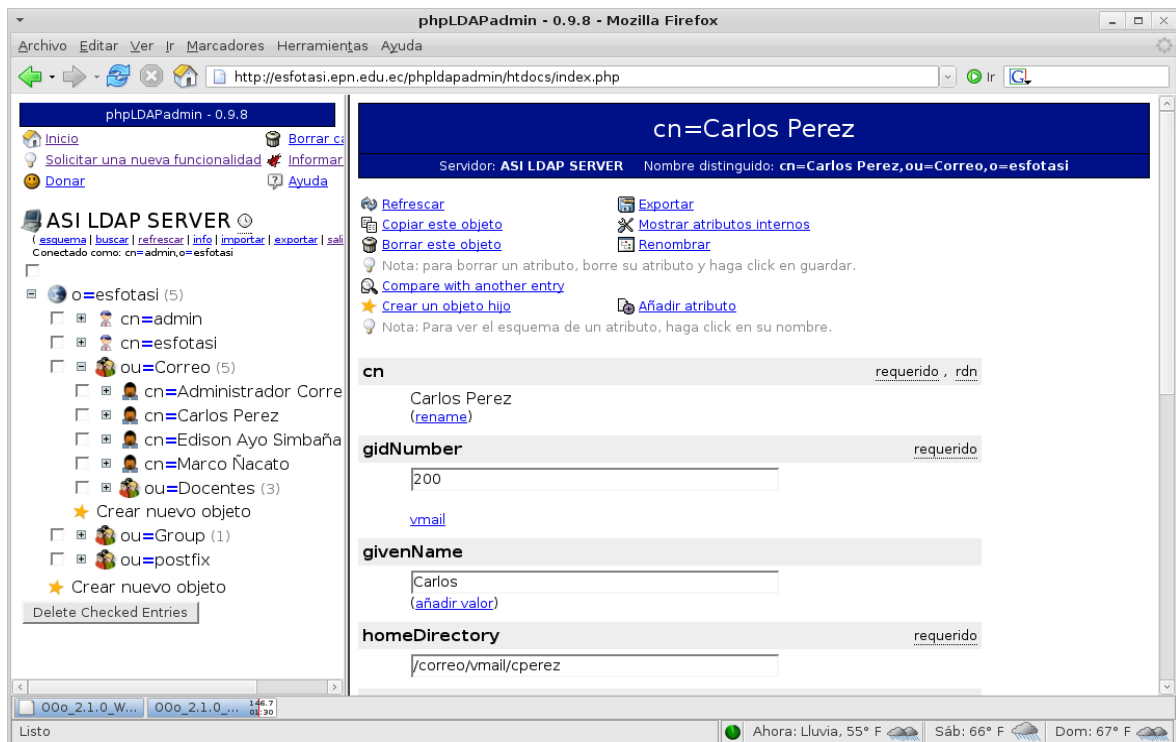 phpLDAPadmin - 0.9.8 - Mozilla Firefox
Archivo Editar Ver Ir Marcadores Herramientas Ayuda
http://esfotasi.epn.edu.ec/phpldapadmin/htdocs/index.php Ir G
phpLDAPadmin - 0.9.8
Inicio Borrar ca
Solicitar una nueva funcionalidad Informar
Donar Ayuda
ASI LDAP SERVER
( esquema | buscar | refrescar | info | importar | exportar | sali
Conectado como: cn=admin,o=esfotasi
o=esfotasi (5)
cn=admin
cn=esfotasi
ou=Correo (5)
cn=Administrador Corre
cn=Carlos Perez
cn=Edison Ayo Simbaña
cn=Marco Ñacato
ou=Docentes (3)
Crear nuevo objeto
ou=Group (1)
ou=postfix
Crear nuevo objeto
Delete Checked Entries
cn=Carlos Perez
Servidor: ASI LDAP SERVER Nombre distinguido: cn=Carlos Perez,ou=Correo,o=esfotasi
Refrescar Exportar
Copiar este objeto Mostrar atributos internos
Borrar este objeto Renombrar
Nota: para borrar un atributo, borre su atributo y haga click en guardar.
Compare with another entry
Crear un objeto hijo Añadir atributo
Nota: Para ver el esquema de un atributo, haga click en su nombre.
cn requerido , rdn
Carlos Perez
(rename)
gidNumber requerido
200
vmail
givenName
Carlos
(añadir valor)
homeDirectory requerido
/correo/vmail/cperez
OOo_2.1.0_W... OOo_2.1.0_... 146.7
01:30
Listo Ahora: Lluvia, 55° F Sáb: 66° F Dom: 67° F